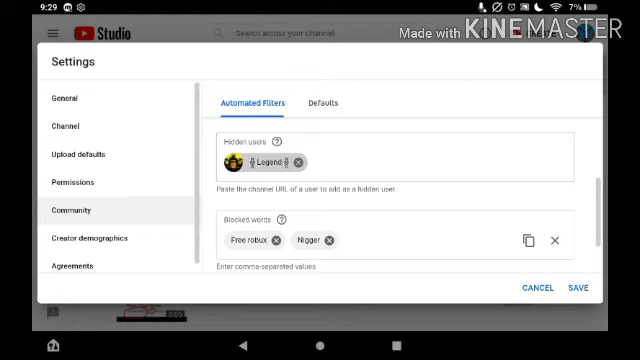 9:29
7%
Made with KINEMASTER
Studio
Search across your channel
Settings
General
Channel
Upload defaults
Permissions
Community
Creator demographics
Agreements
Automated Filters
Defaults
Hidden users
Legend
Paste the channel URL of a user to add as a hidden user.
Blocked words
Free robux
Nigger
Enter comma-separated values
CANCEL
SAVE
0:05